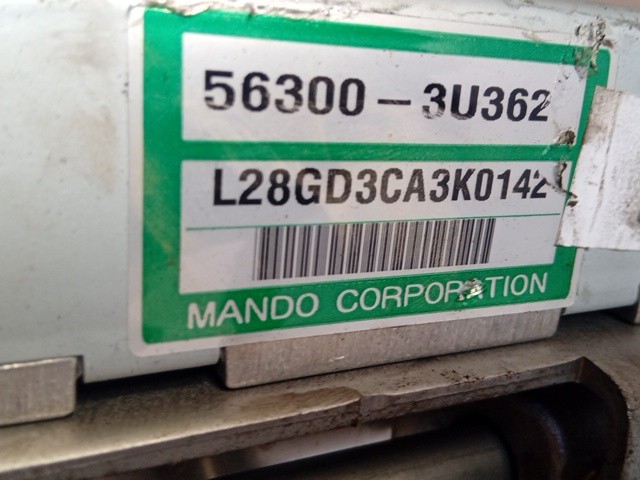 56300-3U362
L28GD3CA3K0142
MANDO CORPORATION